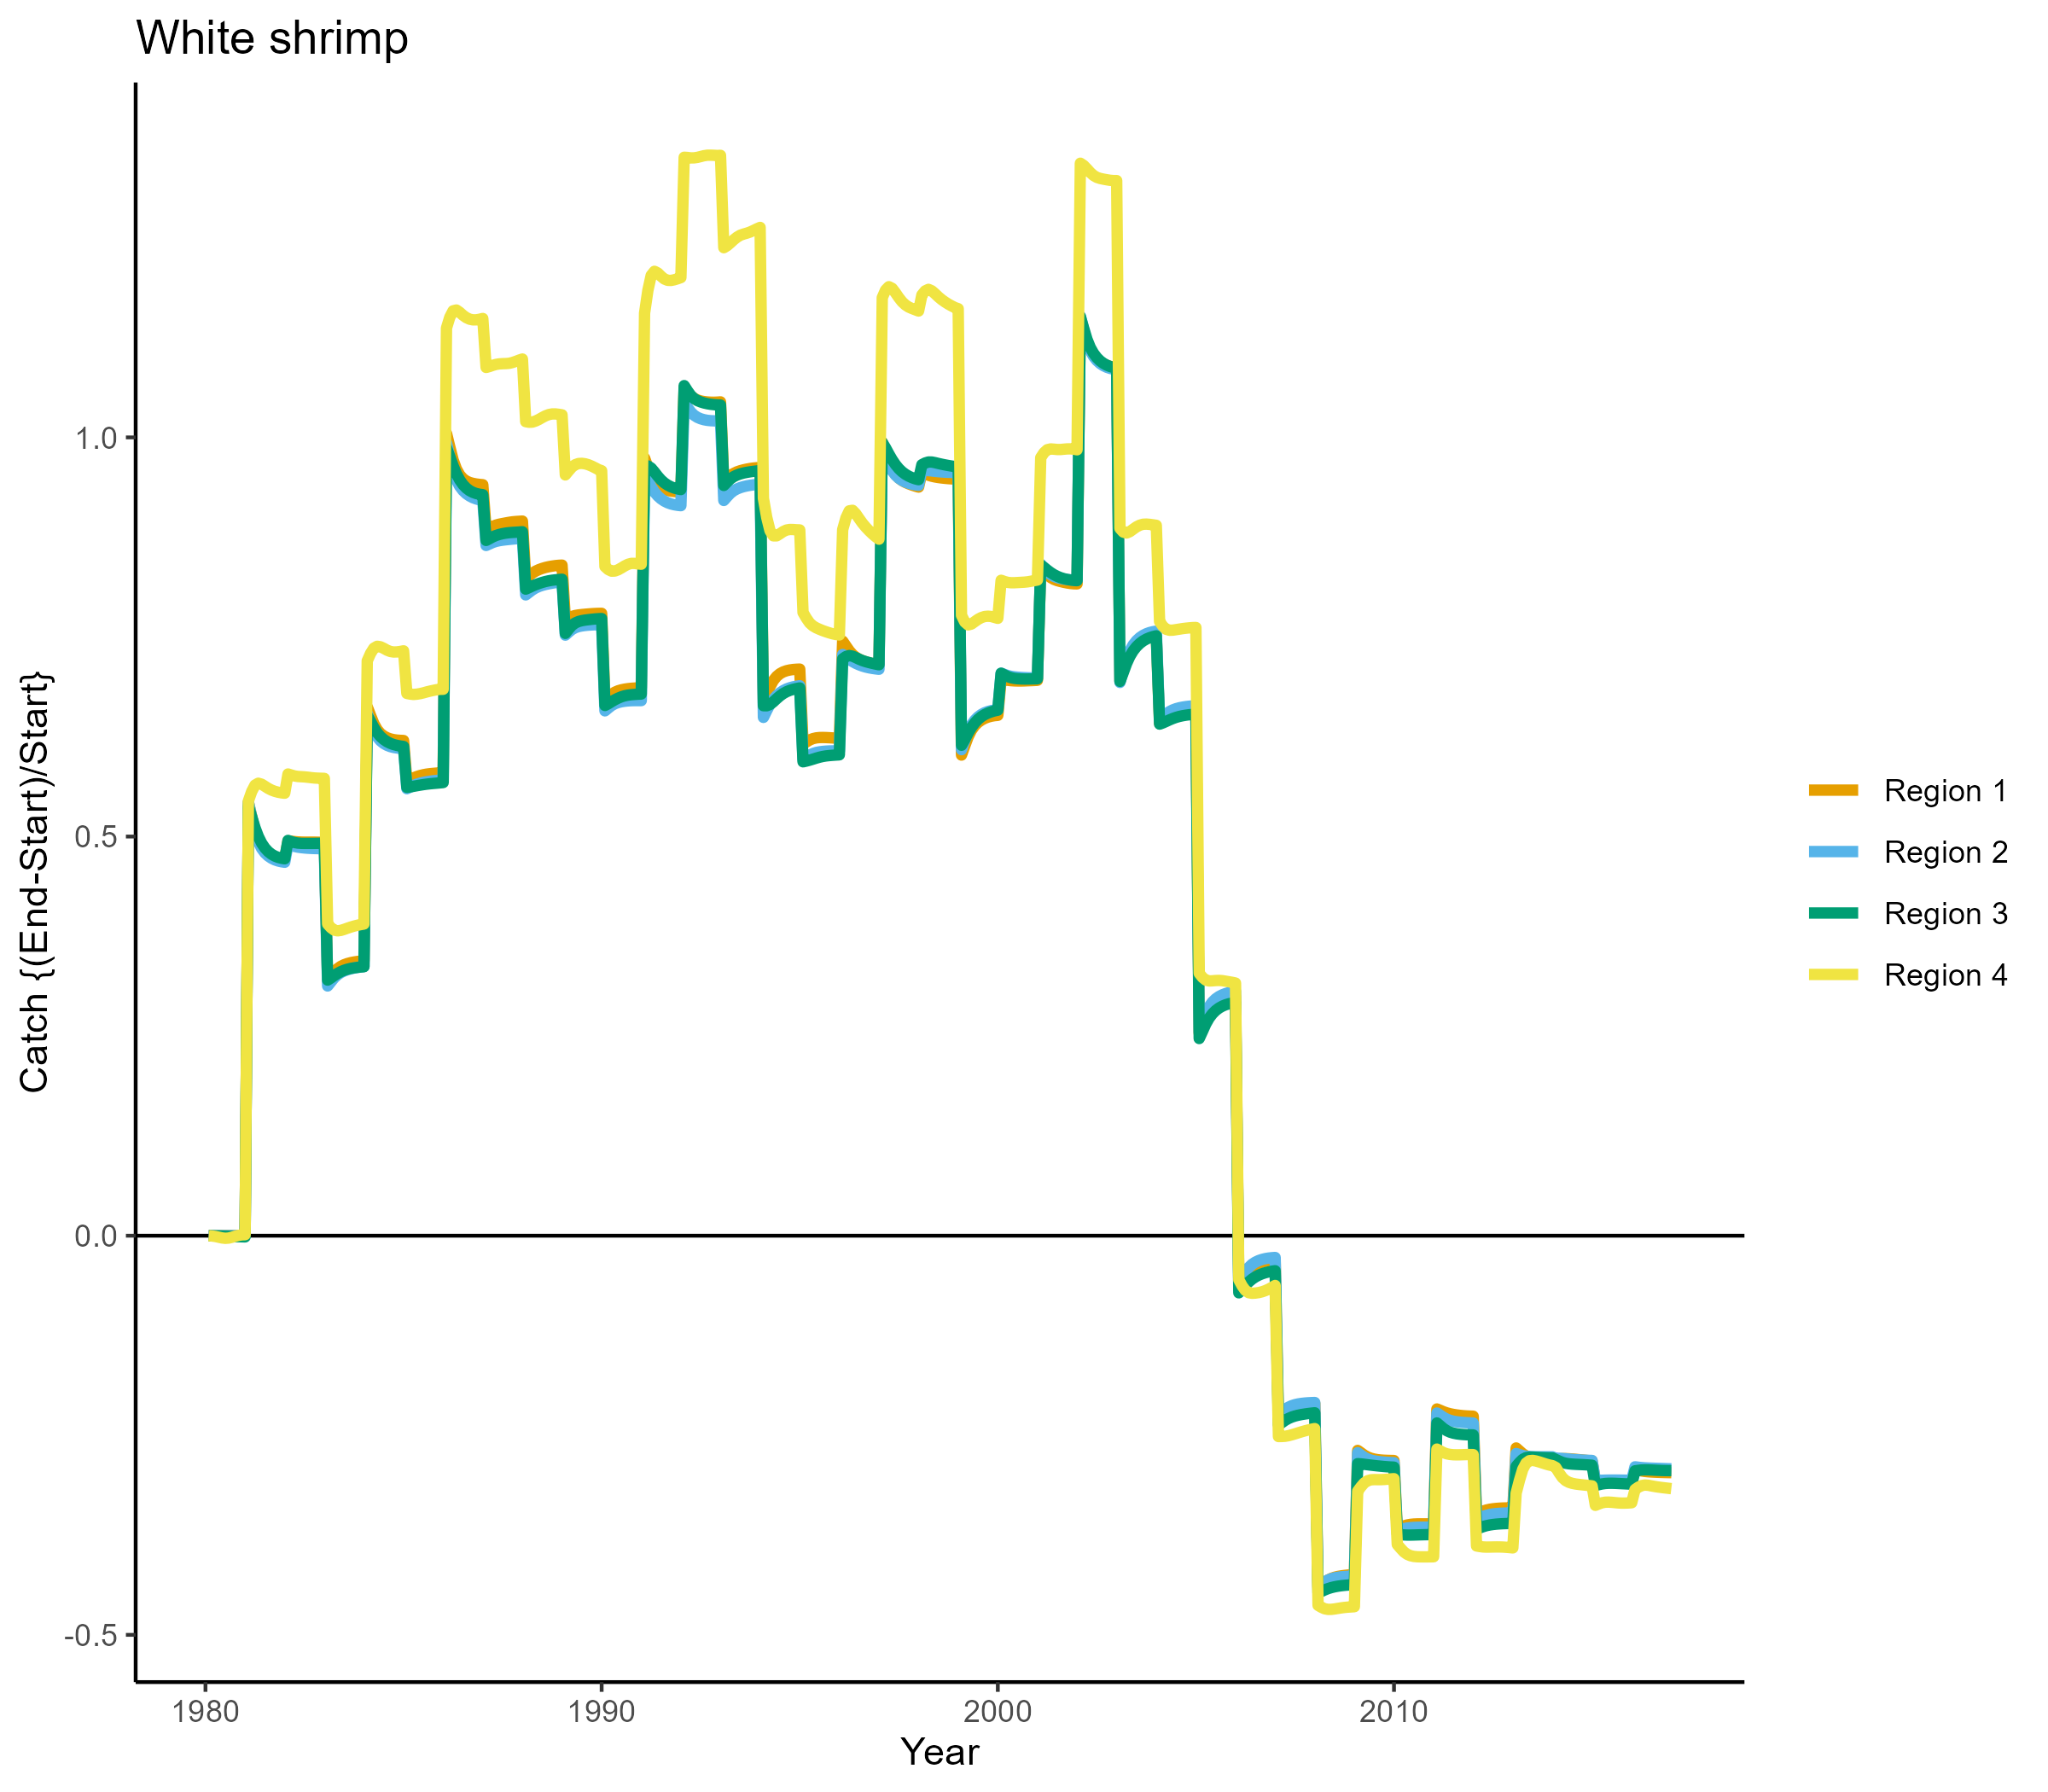 White shrimp
Catch {(End-Start)/Start}
1.0
0.5
0.0
-0.5
1980
1990
2000
2010
Year
Region 1
Region 2
Region 3
Region 4